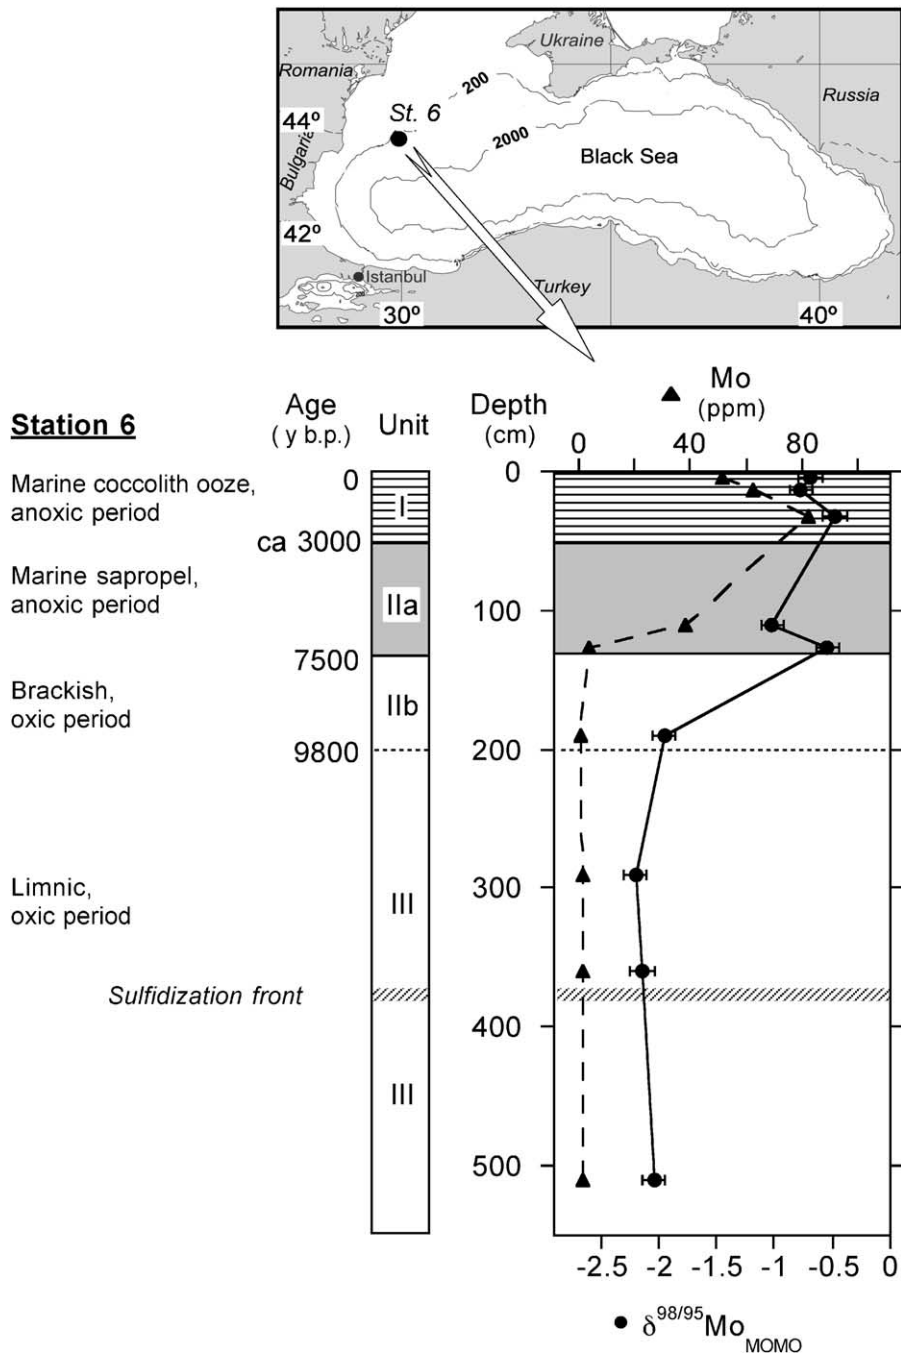 Ukraine
Romania
200
Russia
St. 6
44º
2000
Black Sea
Bulgaria
42º
Istanbul
Turkey
30º
40º
Mo
(ppm)
Station 6
Age
( y b.p.)
Unit
Depth
(cm)
0 40 80
Marine coccolith ooze,
anoxic period
0
I
0
ca 3000
Marine sapropel,
anoxic period
IIa
100
7500
Brackish,
oxic period
IIb
9800
200
Limnic,
oxic period
III
300
Sulfidization front
400
III
500
-2.5 -2 -1.5 -1 -0.5 0
δ98/95MoMOMO